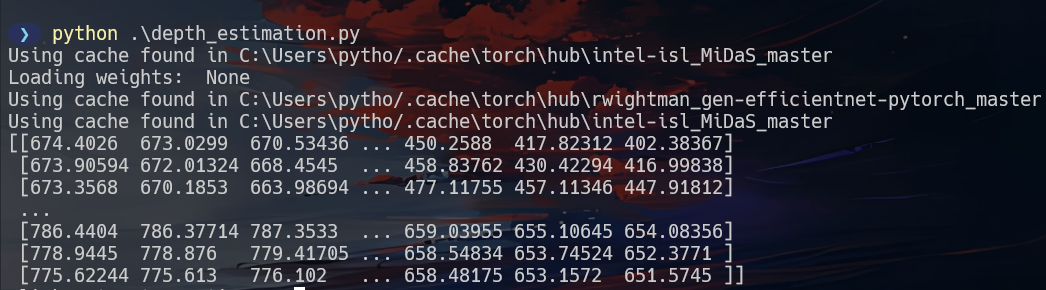 ❯ python .\depth_estimation.py
Using cache found in C:\Users\pytho/.cache\torch\hub\intel-isl_MiDaS_master
Loading weights:  None
Using cache found in C:\Users\pytho/.cache\torch\hub\rwightman_gen-efficientnet-pytorch_master
Using cache found in C:\Users\pytho/.cache\torch\hub\intel-isl_MiDaS_master
[[674.4026  673.0299  670.53436 ... 450.2588  417.82312 402.38367]
 [673.90594 672.01324 668.4545  ... 458.83762 430.42294 416.99838]
 [673.3568  670.1853  663.98694 ... 477.11755 457.11346 447.91812]
 ...
 [786.4404  786.37714 787.3533  ... 659.03955 655.10645 654.08356]
 [778.9445  778.876   779.41705 ... 658.54834 653.74524 652.3771 ]
 [775.62244 775.613   776.102   ... 658.48175 653.1572  651.5745 ]]